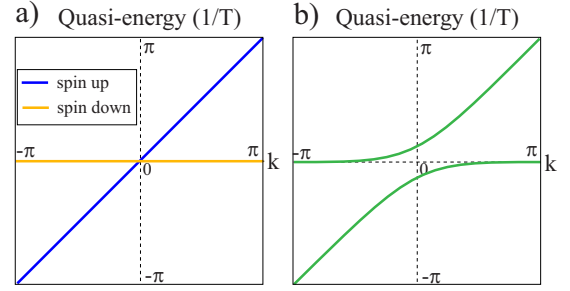 a) Quasi-energy (1/T)
π
spin up
spin down
-π
π
k
0
-π
b) Quasi-energy (1/T)
π
-π
π
k
0
-π